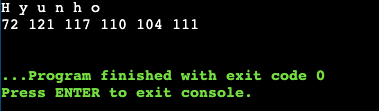 H y u n h o
72 121 117 110 104 111
...Program finished with exit code 0
Press ENTER to exit console.